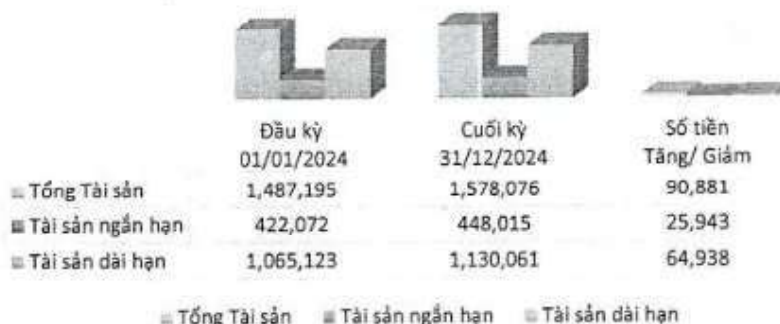 Đầu kỳ Cuối kỳ Số tiền
01/01/2024 31/12/2024 Tăng/ Giảm
Tổng Tài sản 1,487,195 1,578,076 90,881
Tài sản ngắn hạn 422,072 448,015 25,943
Tài sản dài hạn 1,065,123 1,130,061 64,938
Tổng Tài sản Tài sản ngắn hạn Tài sản dài hạn